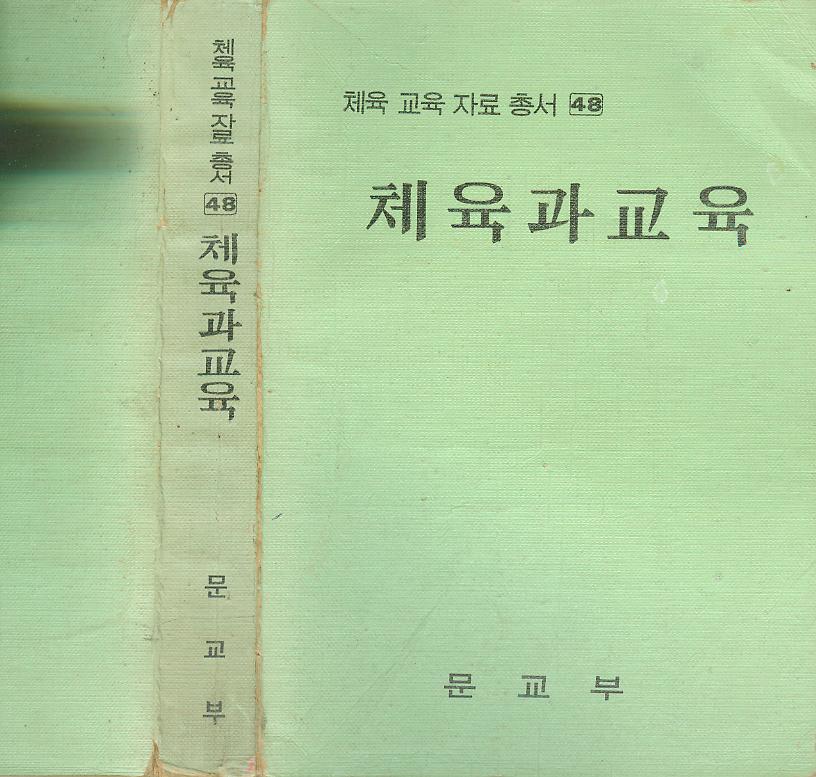 체육 교육 자료 총서 48
체육과교육
문교부
체육 교육 자료 총서
48
체육과교육
문 교 부